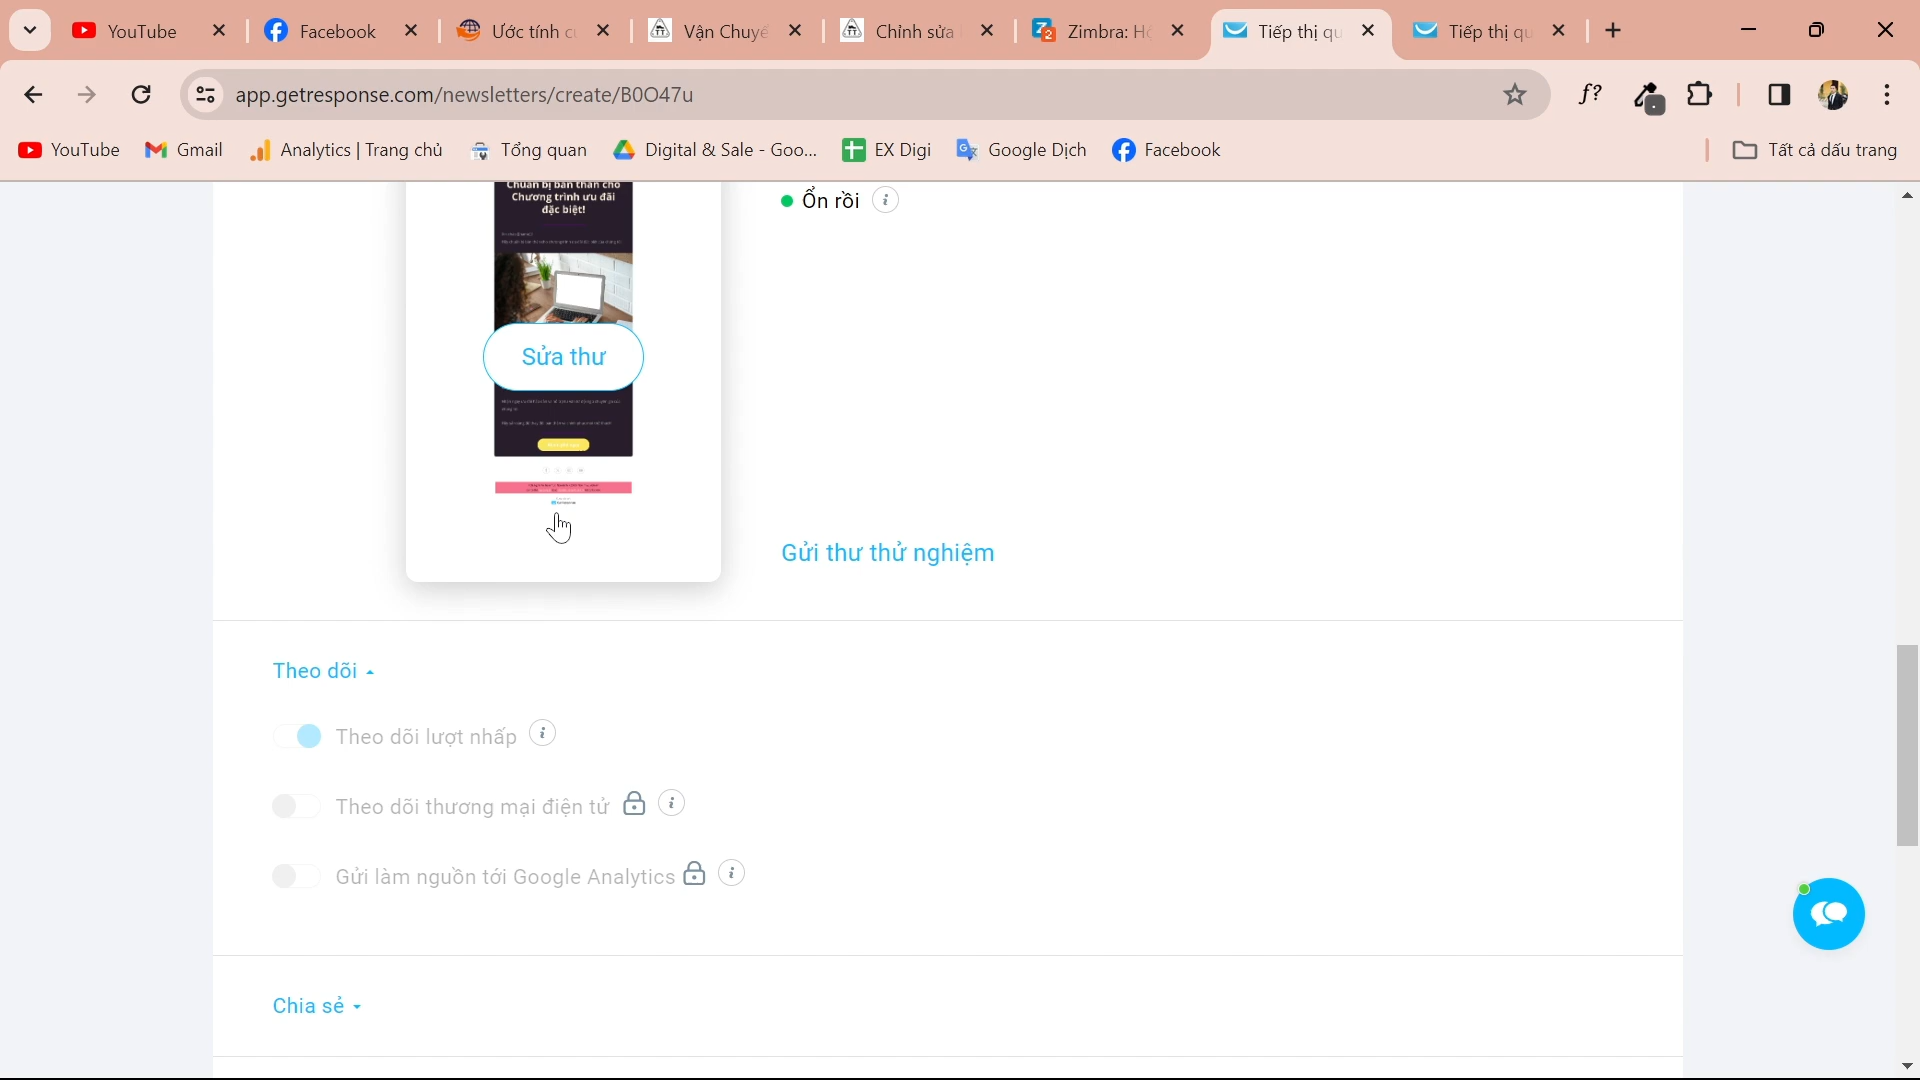 YouTube
Facebook
Ước tính cu
Vận Chuyể
Chỉnh sửa
Zimbra: Hộ
Tiếp thị qu
Tiếp thị qu
app.getresponse.com/newsletters/create/B0O47u
f?
YouTube
Gmail
Analytics | Trang chủ
Tổng quan
Digital & Sale - Goo...
EX Digi
Google Dịch
Facebook
Tất cả dấu trang
Chuẩn bị bản thân cho
Chương trình ưu đãi
đặc biệt!
Ổn rồi
Sửa thư
Gửi thư thử nghiệm
Theo dõi
Theo dõi lượt nhấp
Theo dõi thương mại điện tử
Gửi làm nguồn tới Google Analytics
Chia sẻ